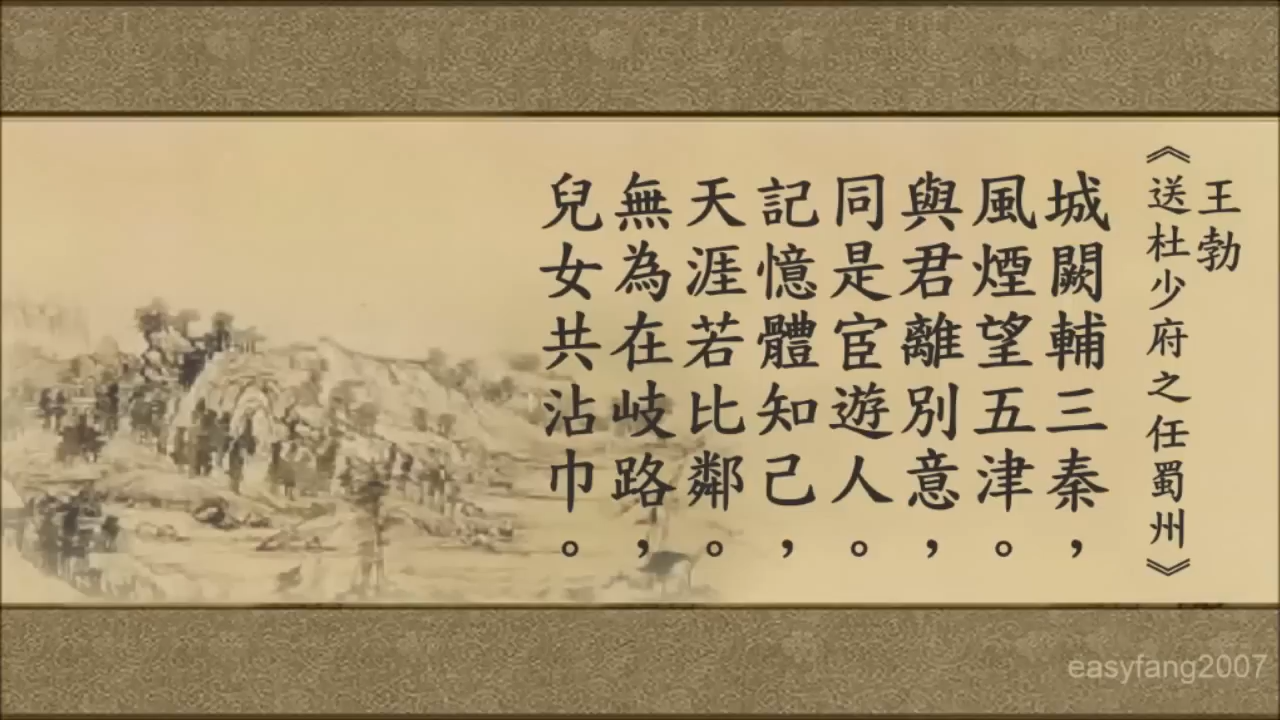 王勃
《送杜少府之任蜀州》
城闕輔三秦，
風煙望五津。
與君離別意，
同是宦遊人。
記憶體知己，
天涯若比鄰。
無為在岐路，
兒女共沾巾。
easyfang2007